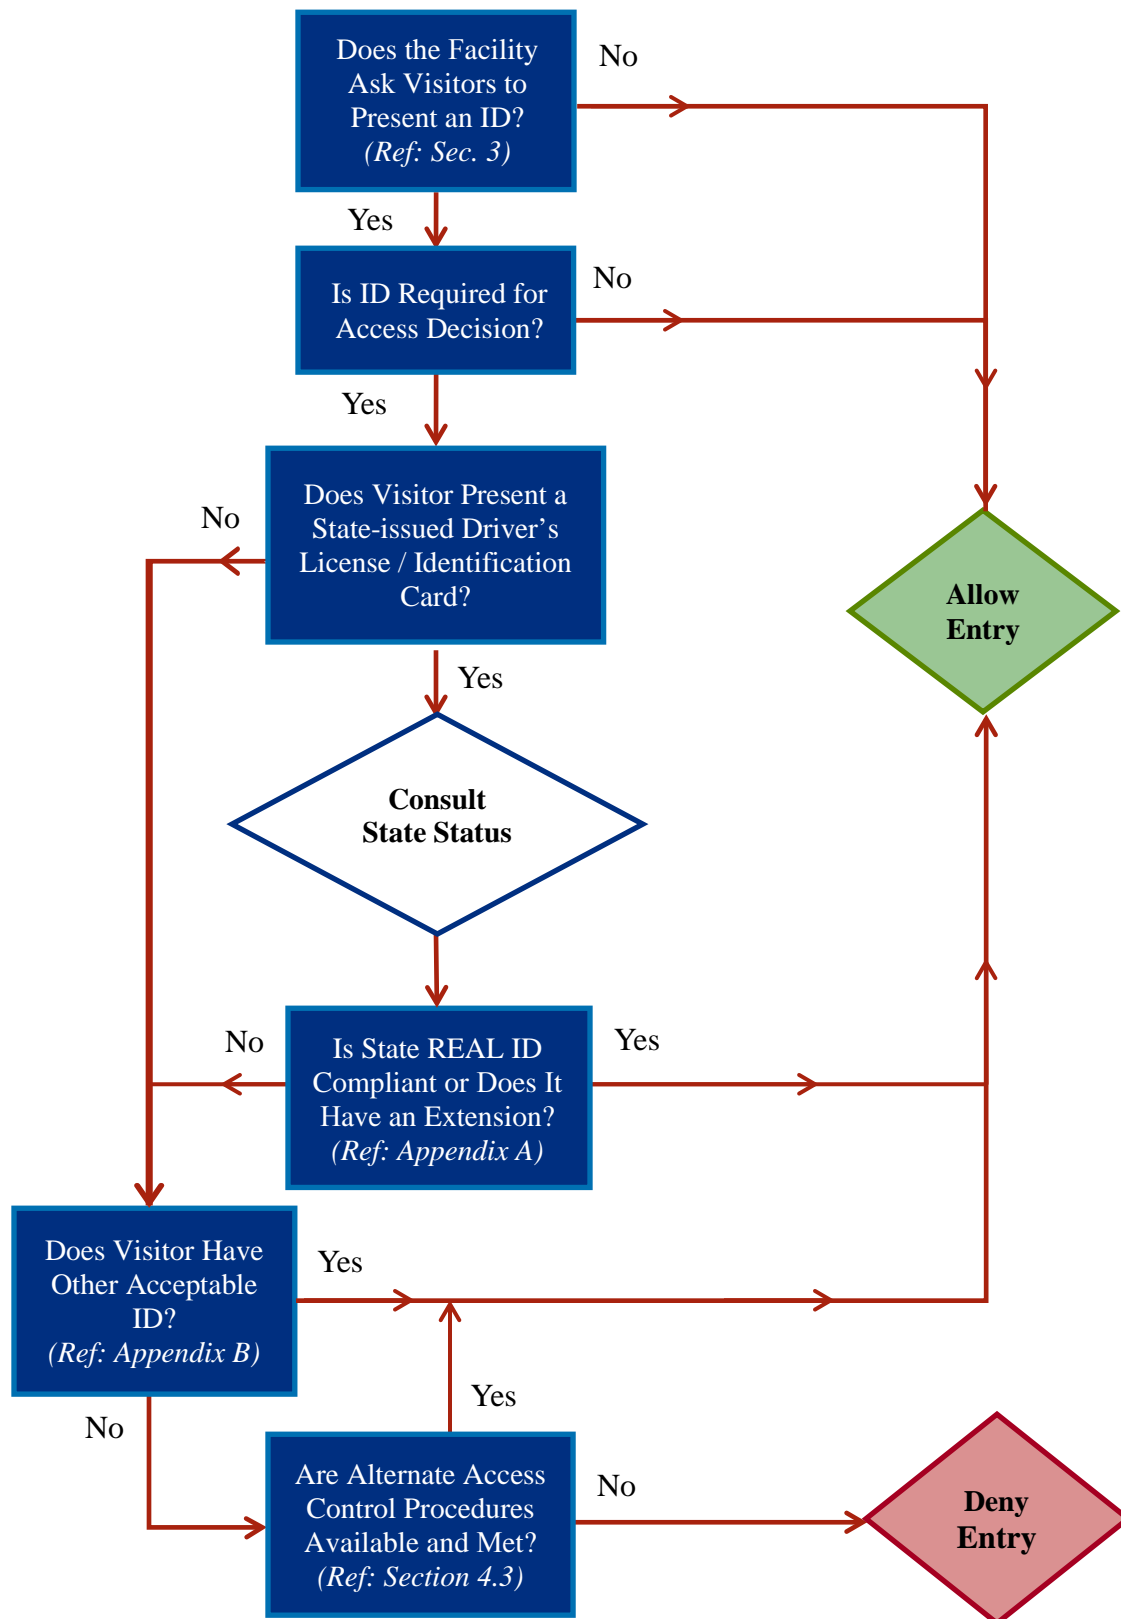 Does the Facility
Ask Visitors to
Present an ID?
(Ref: Sec. 3)
No
Yes
Is ID Required for
Access Decision?
No
Yes
Does Visitor Present a
State-issued Driver’s
License / Identification
Card?
No
Yes
Allow
Entry
Consult
State Status
Is State REAL ID
Compliant or Does It
Have an Extension?
(Ref: Appendix A)
No
Yes
Does Visitor Have
Other Acceptable
ID?
(Ref: Appendix B)
Yes
No
Yes
Are Alternate Access
Control Procedures
Available and Met?
(Ref: Section 4.3)
No
Deny
Entry